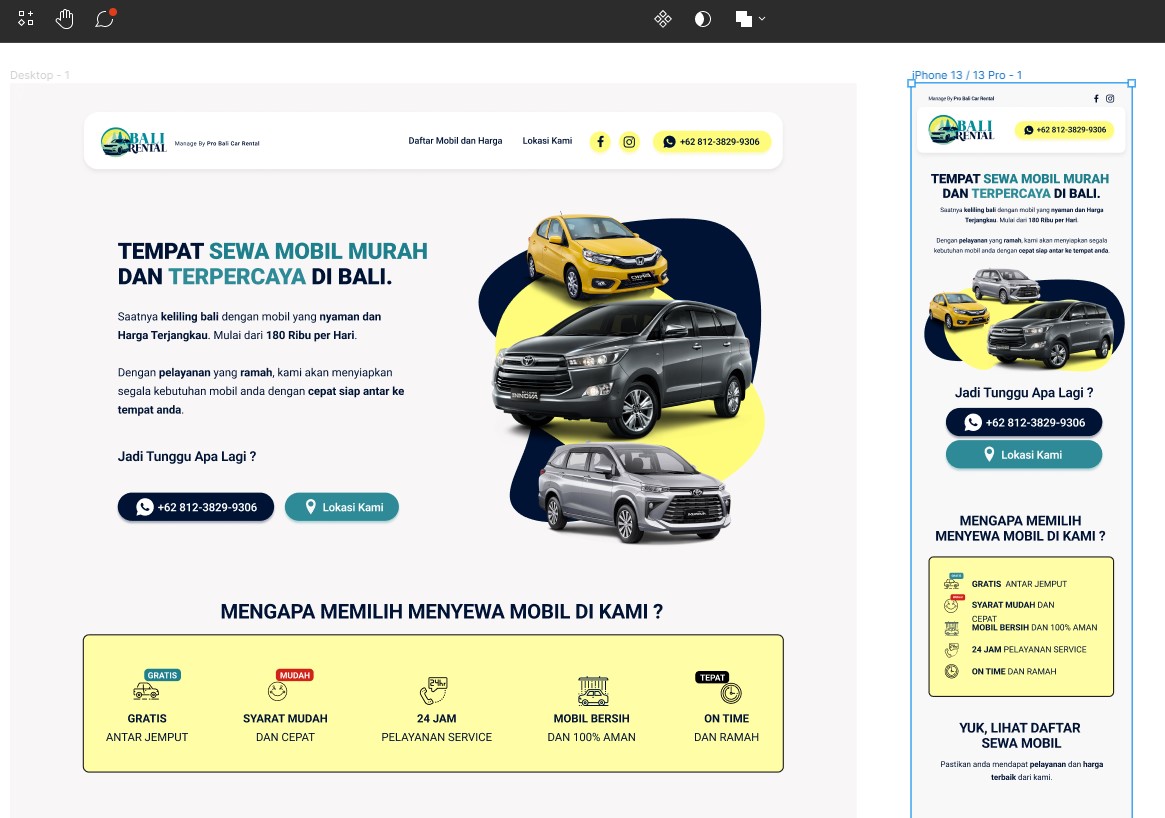 Desktop - 1
BALI
RENTAL
Manage By Pro Bali Car Rental
Daftar Mobil dan Harga
Lokasi Kami
+62 812-3829-9306
TEMPAT SEWA MOBIL MURAH
DAN TERPERCAYA DI BALI.
Saatnya keliling bali dengan mobil yang nyaman dan
Harga Terjangkau. Mulai dari 180 Ribu per Hari.
Dengan pelayanan yang ramah, kami akan menyiapkan
segala kebutuhan mobil anda dengan cepat siap antar ke
tempat anda.
Jadi Tunggu Apa Lagi ?
+62 812-3829-9306
Lokasi Kami
MENGAPA MEMILIH MENYEWA MOBIL DI KAMI ?
GRATIS
GRATIS
ANTAR JEMPUT
MUDAH
SYARAT MUDAH
DAN CEPAT
24 hr
24 JAM
PELAYANAN SERVICE
MOBIL BERSIH
DAN 100% AMAN
TEPAT
ON TIME
DAN RAMAH
iPhone 13 / 13 Pro - 1
Manage By Pro Bali Car Rental
BALI
RENTAL
+62 812-3829-9306
TEMPAT SEWA MOBIL MURAH
DAN TERPERCAYA DI BALI.
Saatnya keliling bali dengan mobil yang nyaman dan Harga
Terjangkau. Mulai dari 180 Ribu per Hari.
Dengan pelayanan yang ramah, kami akan menyiapkan segala
kebutuhan mobil anda dengan cepat siap antar ke tempat anda.
Jadi Tunggu Apa Lagi ?
+62 812-3829-9306
Lokasi Kami
MENGAPA MEMILIH
MENYEWA MOBIL DI KAMI ?
GRATIS ANTAR JEMPUT
SYARAT MUDAH DAN
CEPAT
MOBIL BERSIH DAN 100% AMAN
24 JAM PELAYANAN SERVICE
ON TIME DAN RAMAH
YUK, LIHAT DAFTAR
SEWA MOBIL
Pastikan anda mendapat pelayanan dan harga
terbaik dari kami.